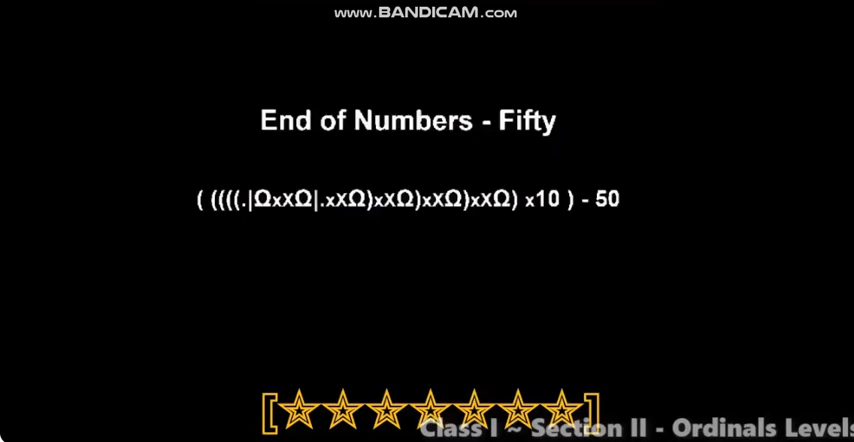 www.BANDICAM.com
End of Numbers - Fifty
( ((((.|ΩxXΩ|.xXΩ)xXΩ)xXΩ)xXΩ) x10 ) - 50
[☆☆☆☆☆☆☆]
Class I ~ Section II - Ordinals Levels